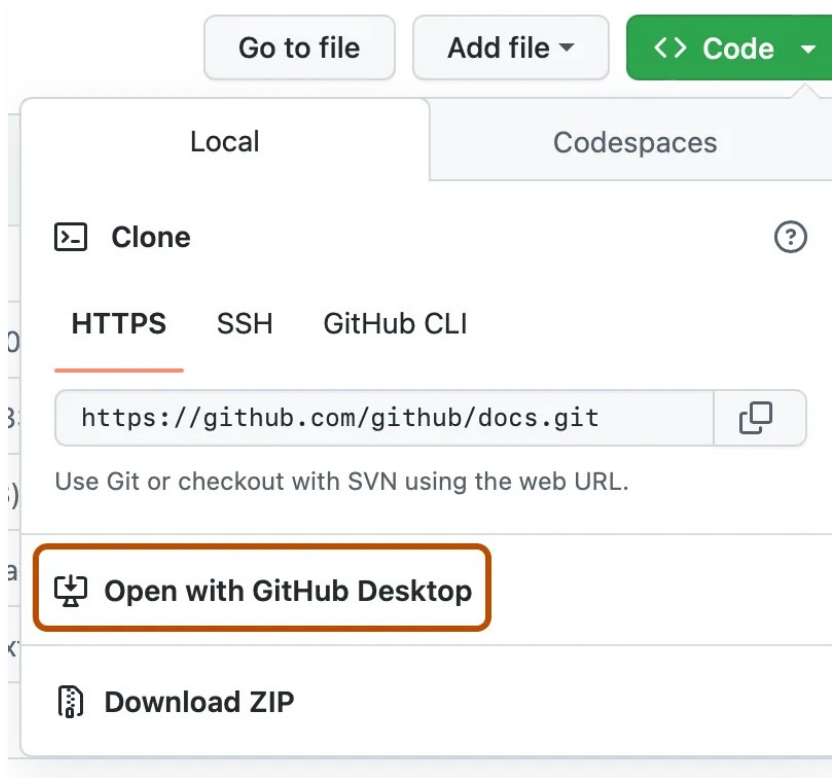 Go to file
Add file
Code
Local
Codespaces
Clone
HTTPS
SSH
GitHub CLI
https://github.com/github/docs.git
Use Git or checkout with SVN using the web URL.
Open with GitHub Desktop
Download ZIP